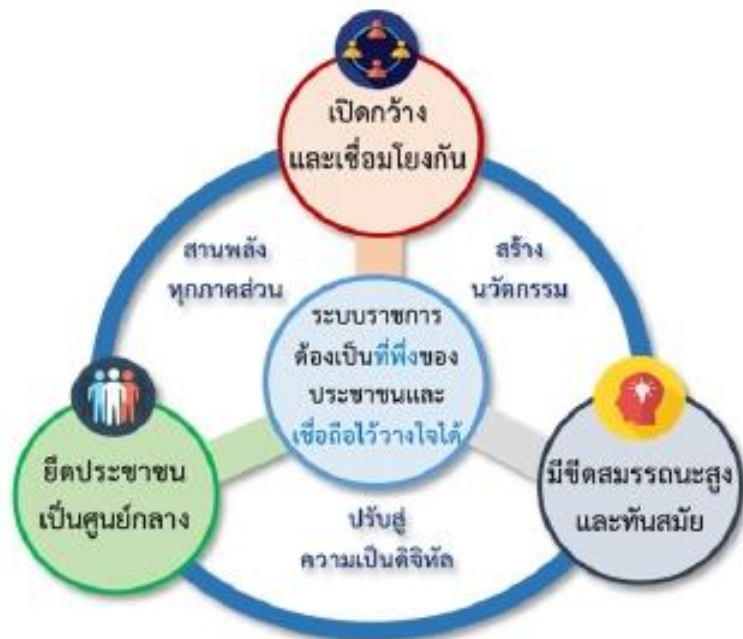 เปิดกว้าง
และเชื่อมโยงกัน
สานพลัง
ทุกภาคส่วน
สร้าง
นวัตกรรม
ระบบราชการ
ต้องเป็นที่พึ่งของ
ประชาชนและ
เชื่อถือไว้วางใจได้
ยึดประชาชน
เป็นศูนย์กลาง
มีขีดสมรรถนะสูง
และทันสมัย
ปรับสู่
ความเป็นดิจิทัล